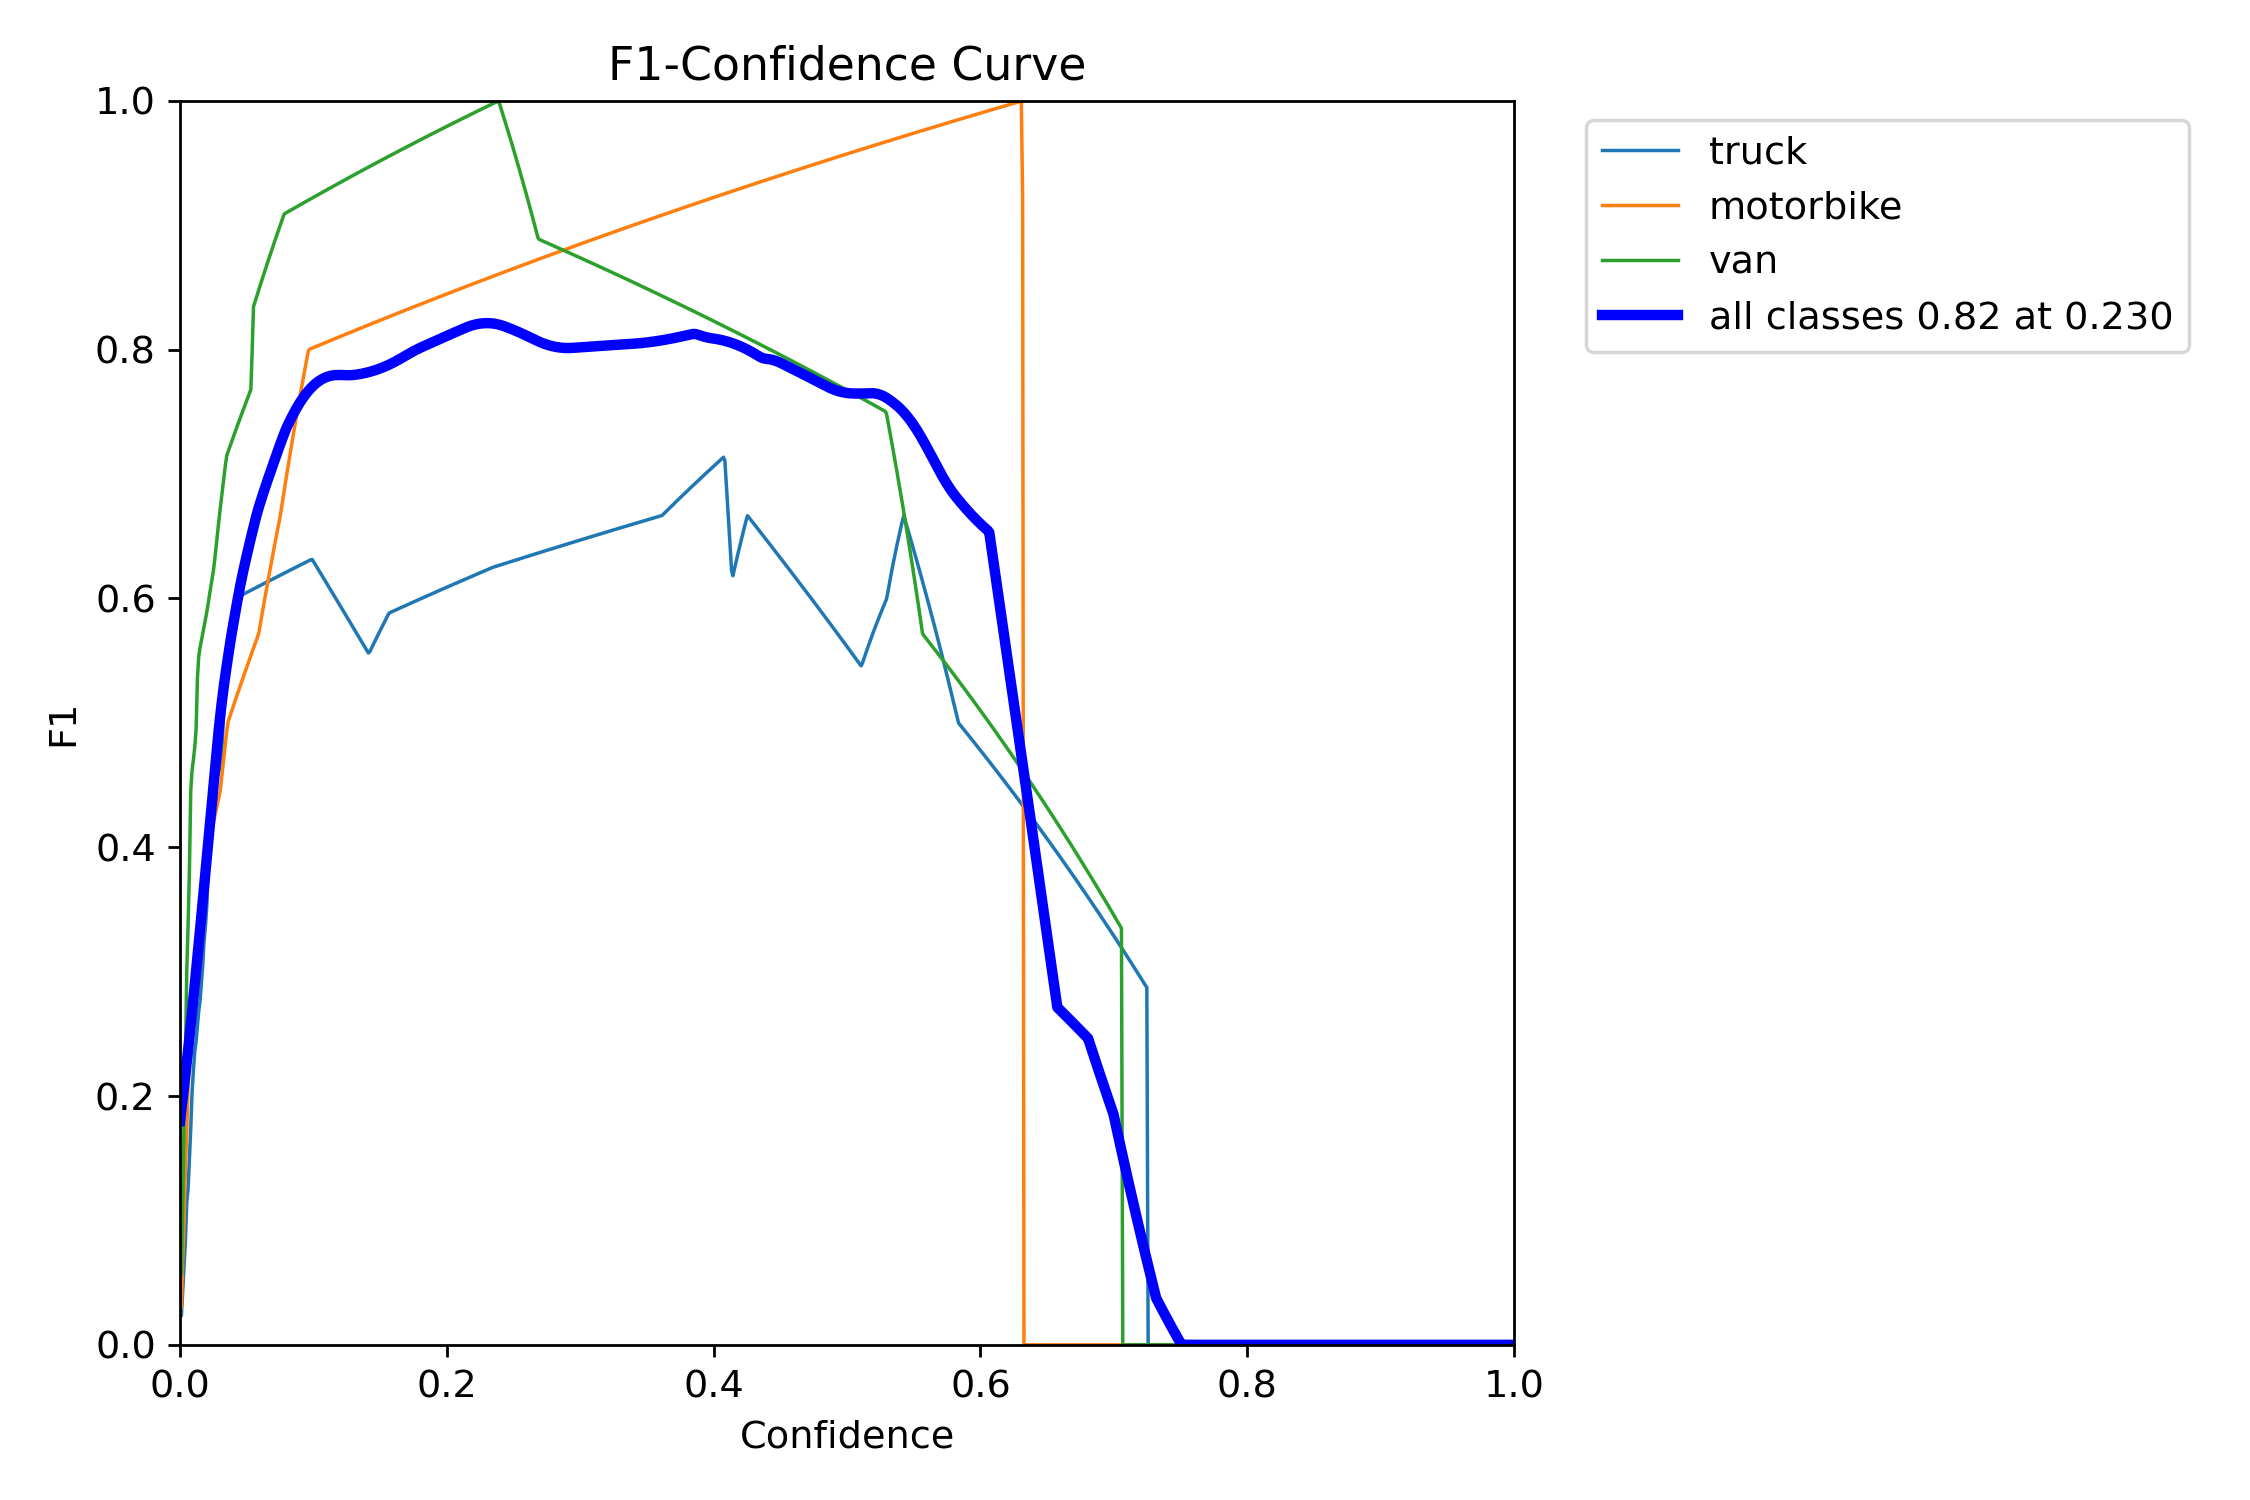 F1-Confidence Curve
1.0
0.8
0.6
0.4
0.2
0.0
F1
0.0 0.2 0.4 0.6 0.8 1.0
Confidence
truck
motorbike
van
all classes 0.82 at 0.230